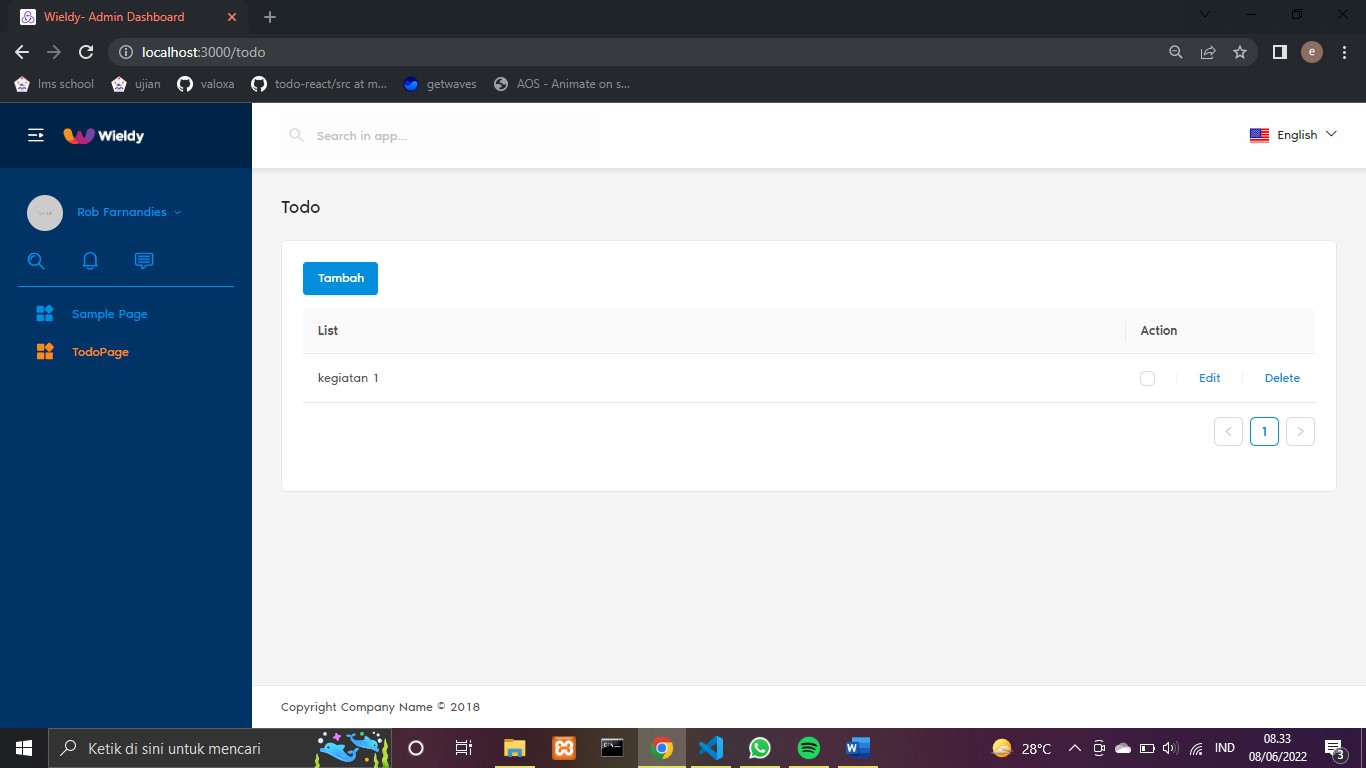 Wieldy- Admin Dashboard
localhost:3000/todo
e
lms school
ujian
valoxa
todo-react/src at m...
getwaves
AOS - Animate on s...
Wieldy
Search in app...
English
Rob Farnandies
Todo
Tambah
Sample Page
List
Action
TodoPage
kegiatan 1
Edit
Delete
1
Copyright Company Name © 2018
Ketik di sini untuk mencari
28°C
IND
08.33
08/06/2022
3